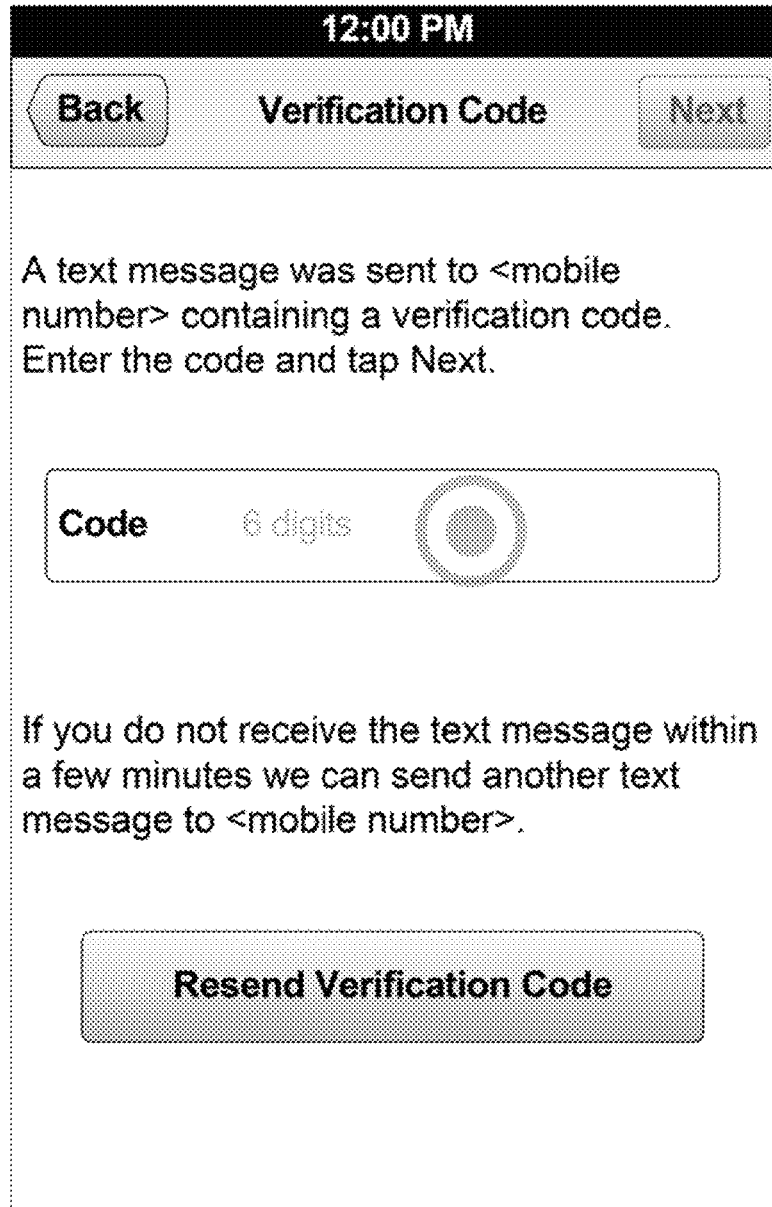 12:00 PM
Back Verification Code Next
A text message was sent to <mobile
number> containing a verification code.
Enter the code and tap Next.
Code 6 digits
If you do not receive the text message within
a few minutes we can send another text
message to <mobile number>.
Resend Verification Code